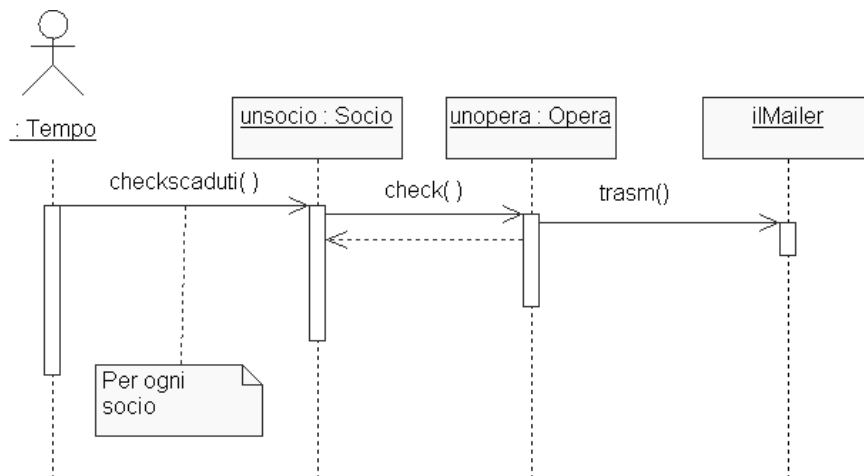 : Tempo
unsocio : Socio
unopera : Opera
ilMailer
checkscaduti( )
check( )
trasm()
Per ogni
socio